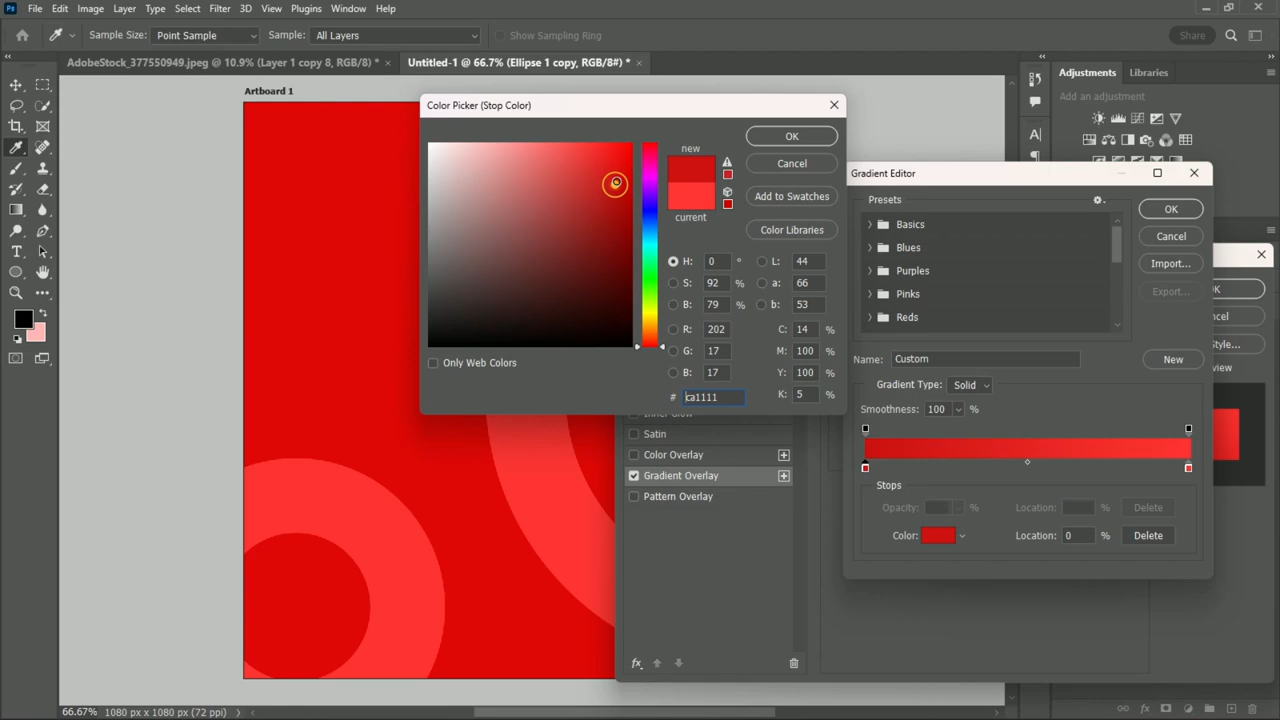 Ps File Edit Image Layer Type Select Filter 3D View Plugins Window Help
Sample Size: Point Sample Sample: All Layers Show Sampling Ring Share
AdobeStock_377550949.jpeg @ 10.9% (Layer 1 copy 8, RGB/8) * × Untitled-1 @ 66.7% (Ellipse 1 copy, RGB/8#) * ×
Adjustments Libraries
Add an adjustment
Artboard 1
Color Picker (Stop Color)
new
current
OK
Cancel
Add to Swatches
Color Libraries
H: 0 ° L: 44
S: 92 % a: 66
B: 79 % b: 53
R: 202 C: 14 %
G: 17 M: 100 %
B: 17 Y: 100 %
# ca1111 K: 5 %
Only Web Colors
Gradient Editor
Presets
Basics
Blues
Purples
Pinks
Reds
OK
Cancel
Import...
Export...
Name: Custom New
Gradient Type: Solid
Smoothness: 100 %
Stops
Opacity: % Location: % Delete
Color: Location: 0 % Delete
Satin
Color Overlay
Gradient Overlay
Pattern Overlay
fx
66.67% 1080 px x 1080 px (72 ppi)